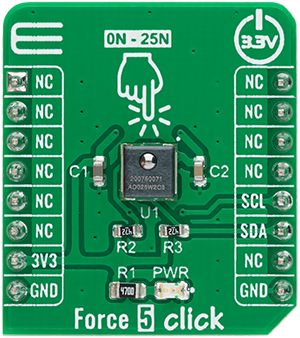 0N - 25N
3.3V
NC NC
NC NC
NC NC
C1 C2
NC NC
NC SCL
U1
NC SDA
R2 R3
3V3 NC
R1 PWR
4700
GND GND
Force 5 click